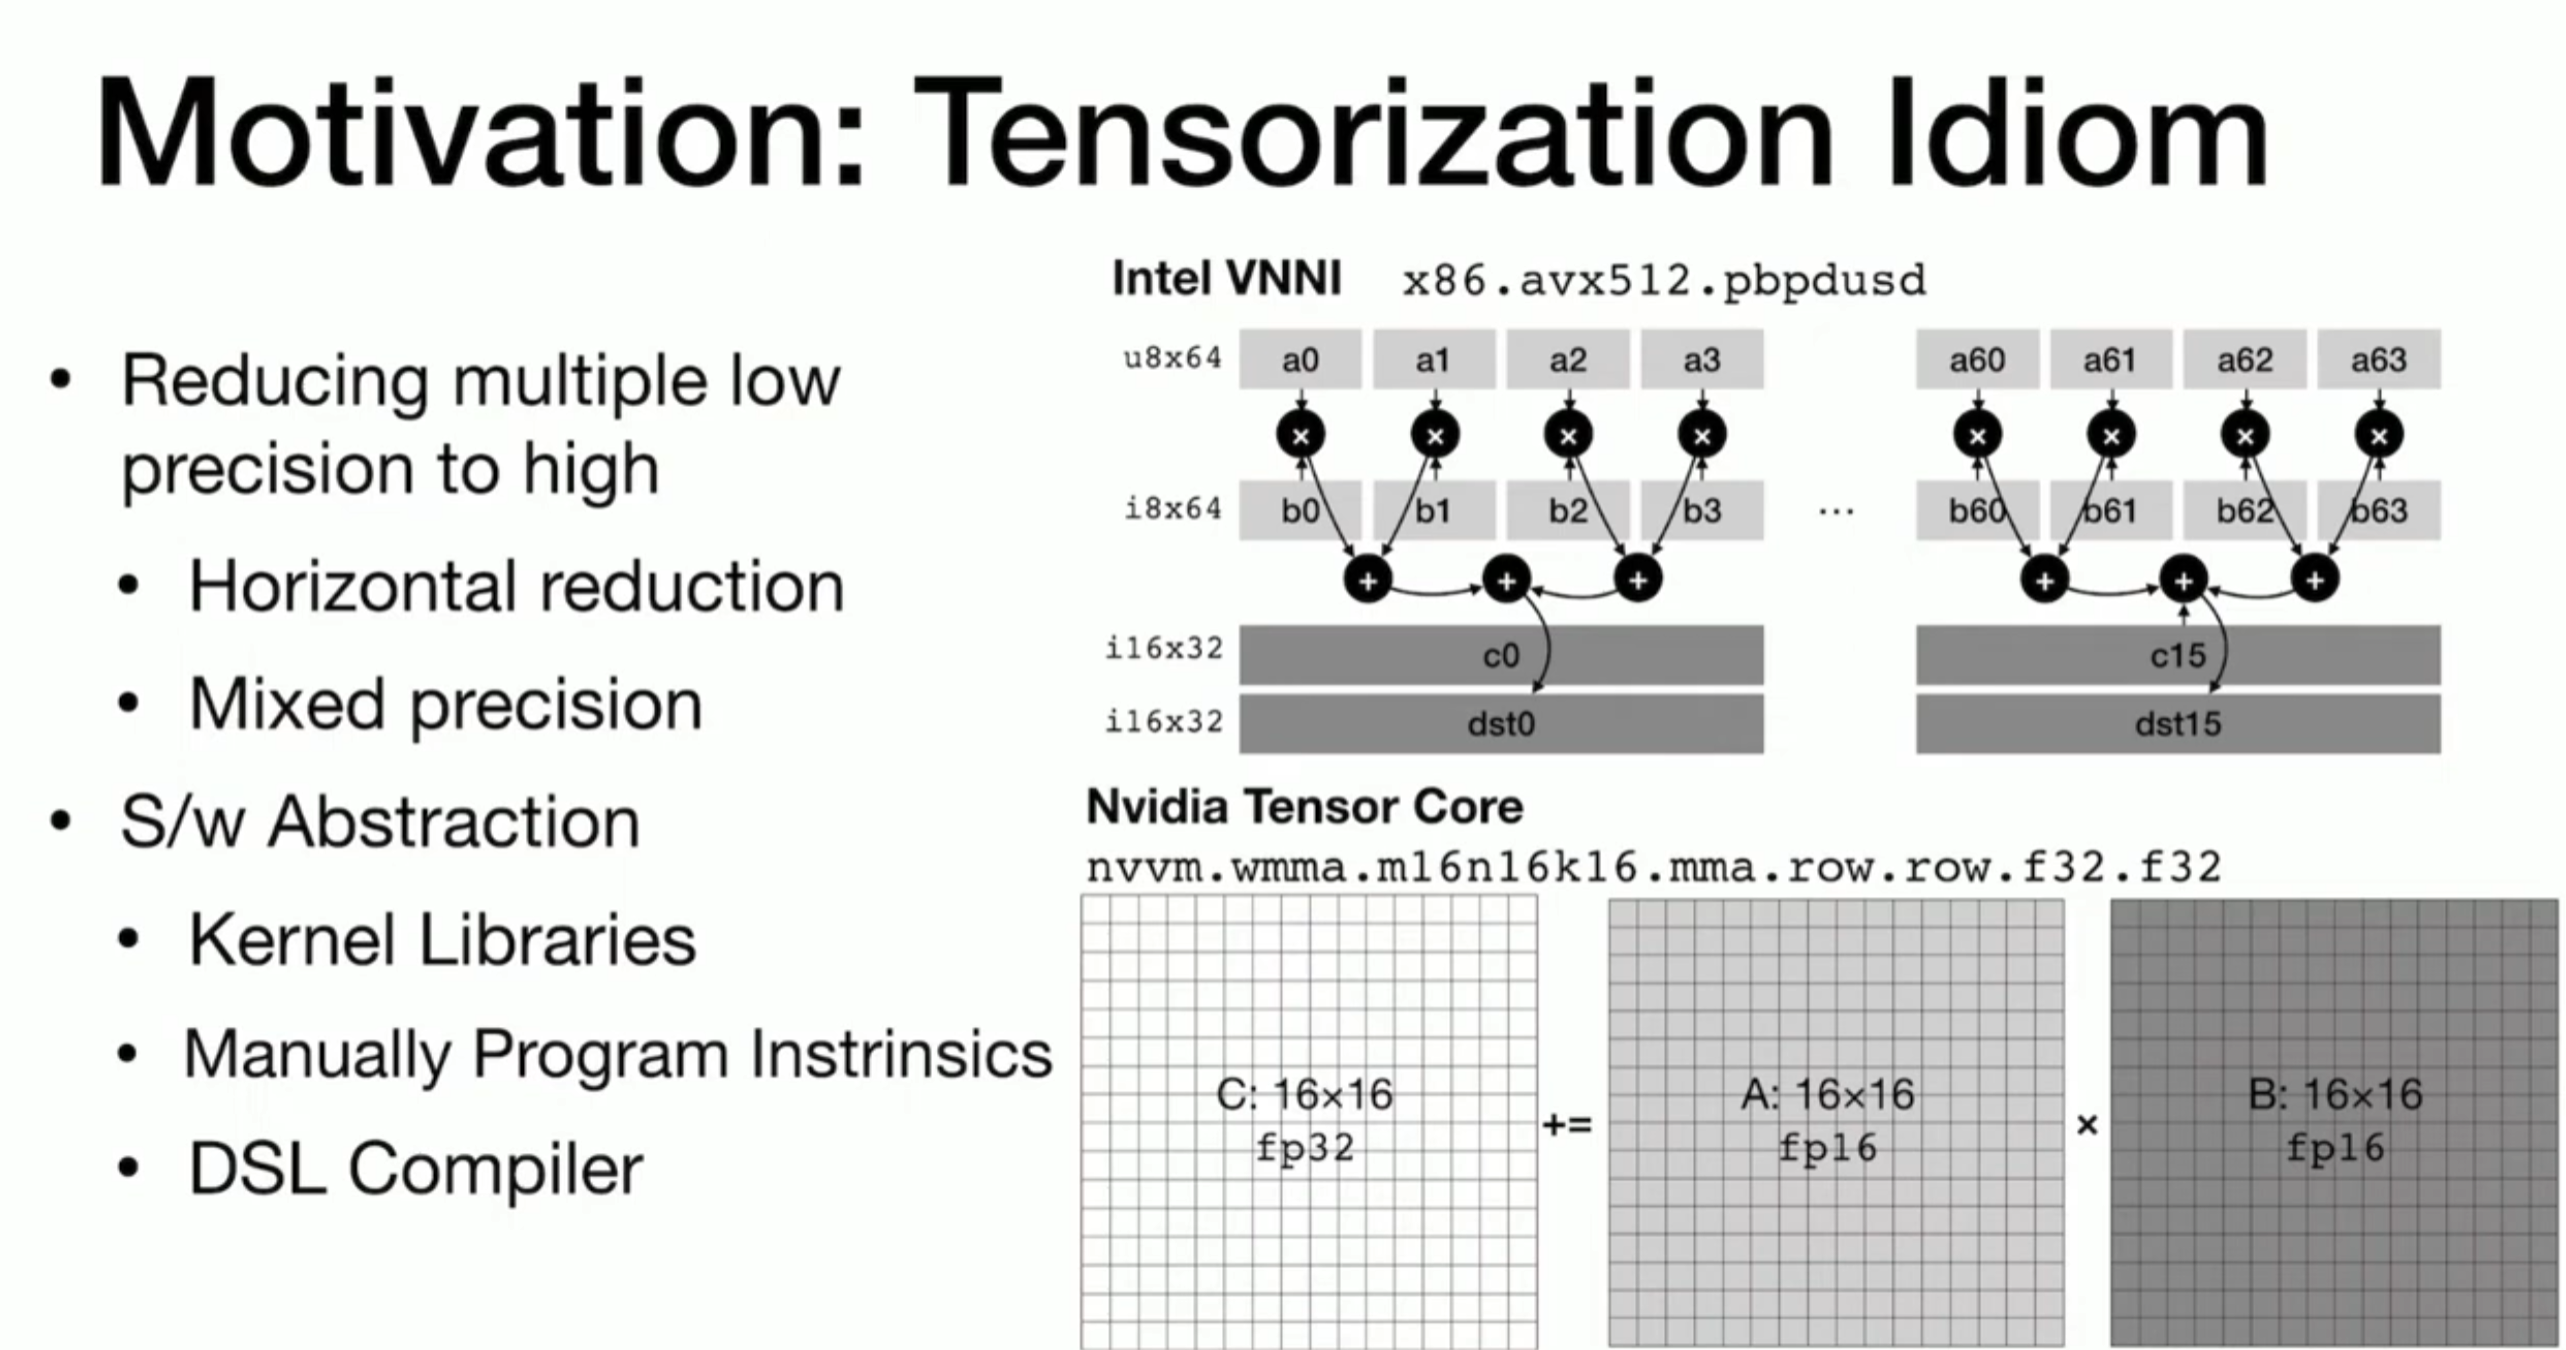 Motivation: Tensorization Idiom
• Reducing multiple low
precision to high
• Horizontal reduction
• Mixed precision
• S/w Abstraction
• Kernel Libraries
• Manually Program Instrinsics
• DSL Compiler
Intel VNNI x86.avx512.pbpdusd
u8x64 a0 a1 a2 a3 a60 a61 a62 a63
× × × × × × × ×
i8x64 b0 b1 b2 b3 ... b60 b61 b62 b63
+ + + + + +
i16x32 c0 c15
i16x32 dst0 dst15
Nvidia Tensor Core
nvvm.wmma.m16n16k16.mma.row.row.f32.f32
C: 16×16
fp32
+=
A: 16×16
fp16
×
B: 16×16
fp16